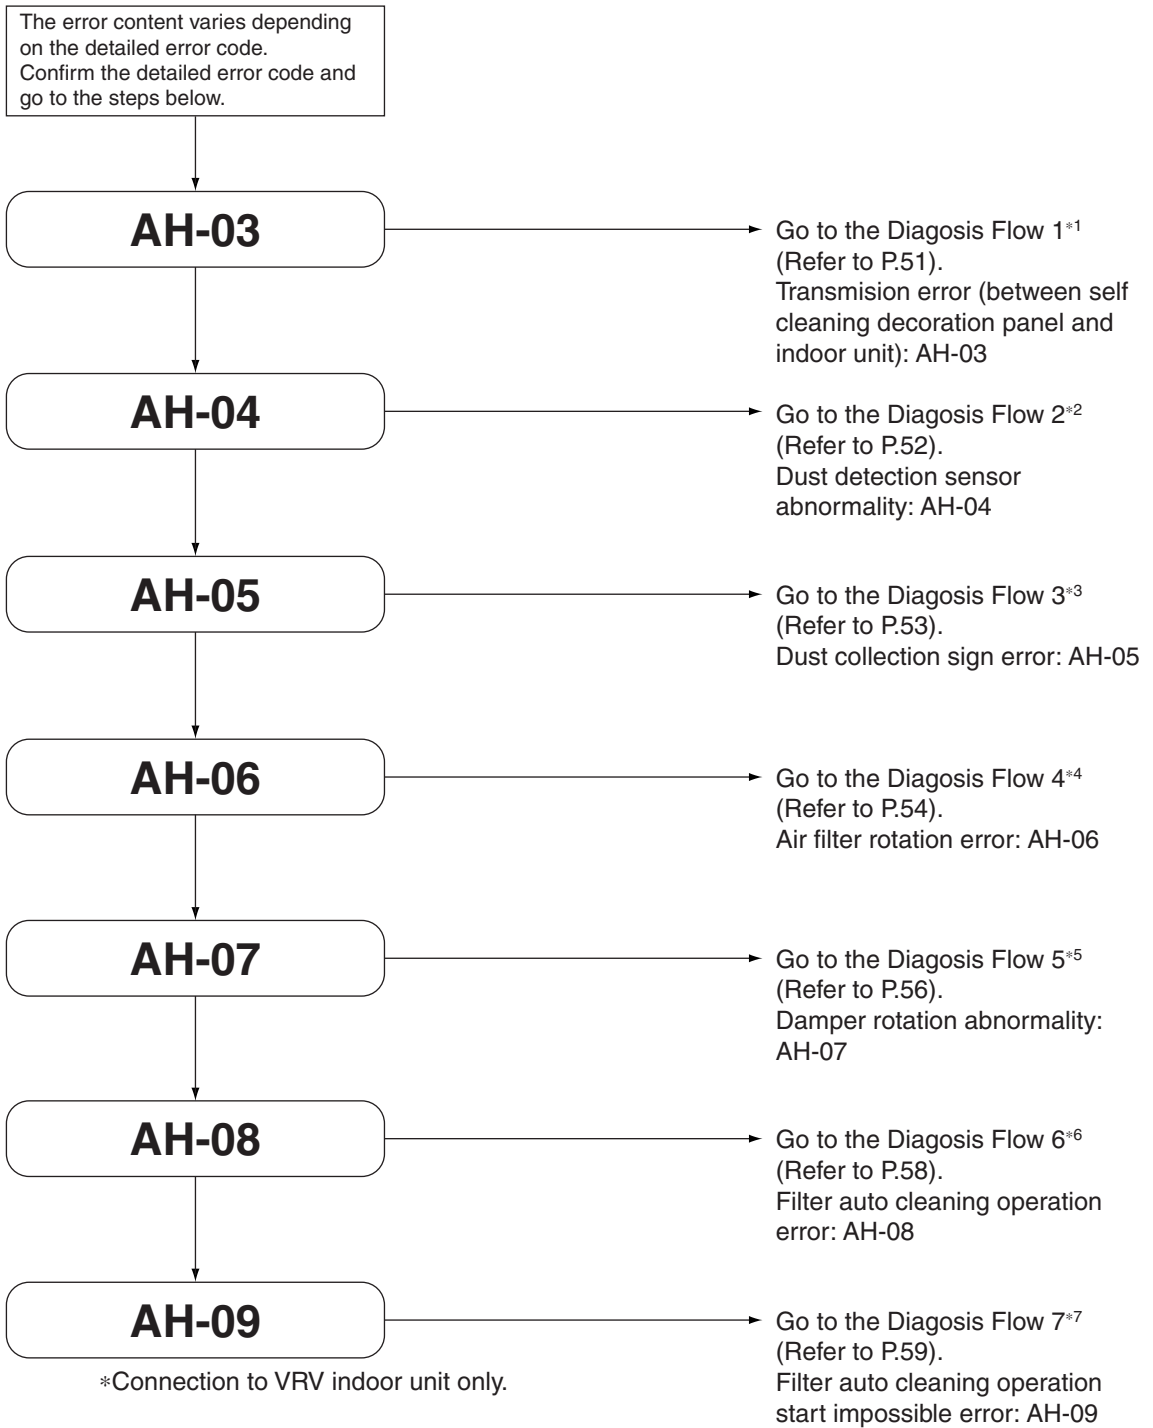 The error content varies depending
on the detailed error code.
Confirm the detailed error code and
go to the steps below.
AH-03
Go to the Diagosis Flow 1*1
(Refer to P.51).
Transmision error (between self
cleaning decoration panel and
indoor unit): AH-03
AH-04
Go to the Diagosis Flow 2*2
(Refer to P.52).
Dust detection sensor
abnormality: AH-04
AH-05
Go to the Diagosis Flow 3*3
(Refer to P.53).
Dust collection sign error: AH-05
AH-06
Go to the Diagosis Flow 4*4
(Refer to P.54).
Air filter rotation error: AH-06
AH-07
Go to the Diagosis Flow 5*5
(Refer to P.56).
Damper rotation abnormality:
AH-07
AH-08
Go to the Diagosis Flow 6*6
(Refer to P.58).
Filter auto cleaning operation
error: AH-08
AH-09
*Connection to VRV indoor unit only.
Go to the Diagosis Flow 7*7
(Refer to P.59).
Filter auto cleaning operation
start impossible error: AH-09